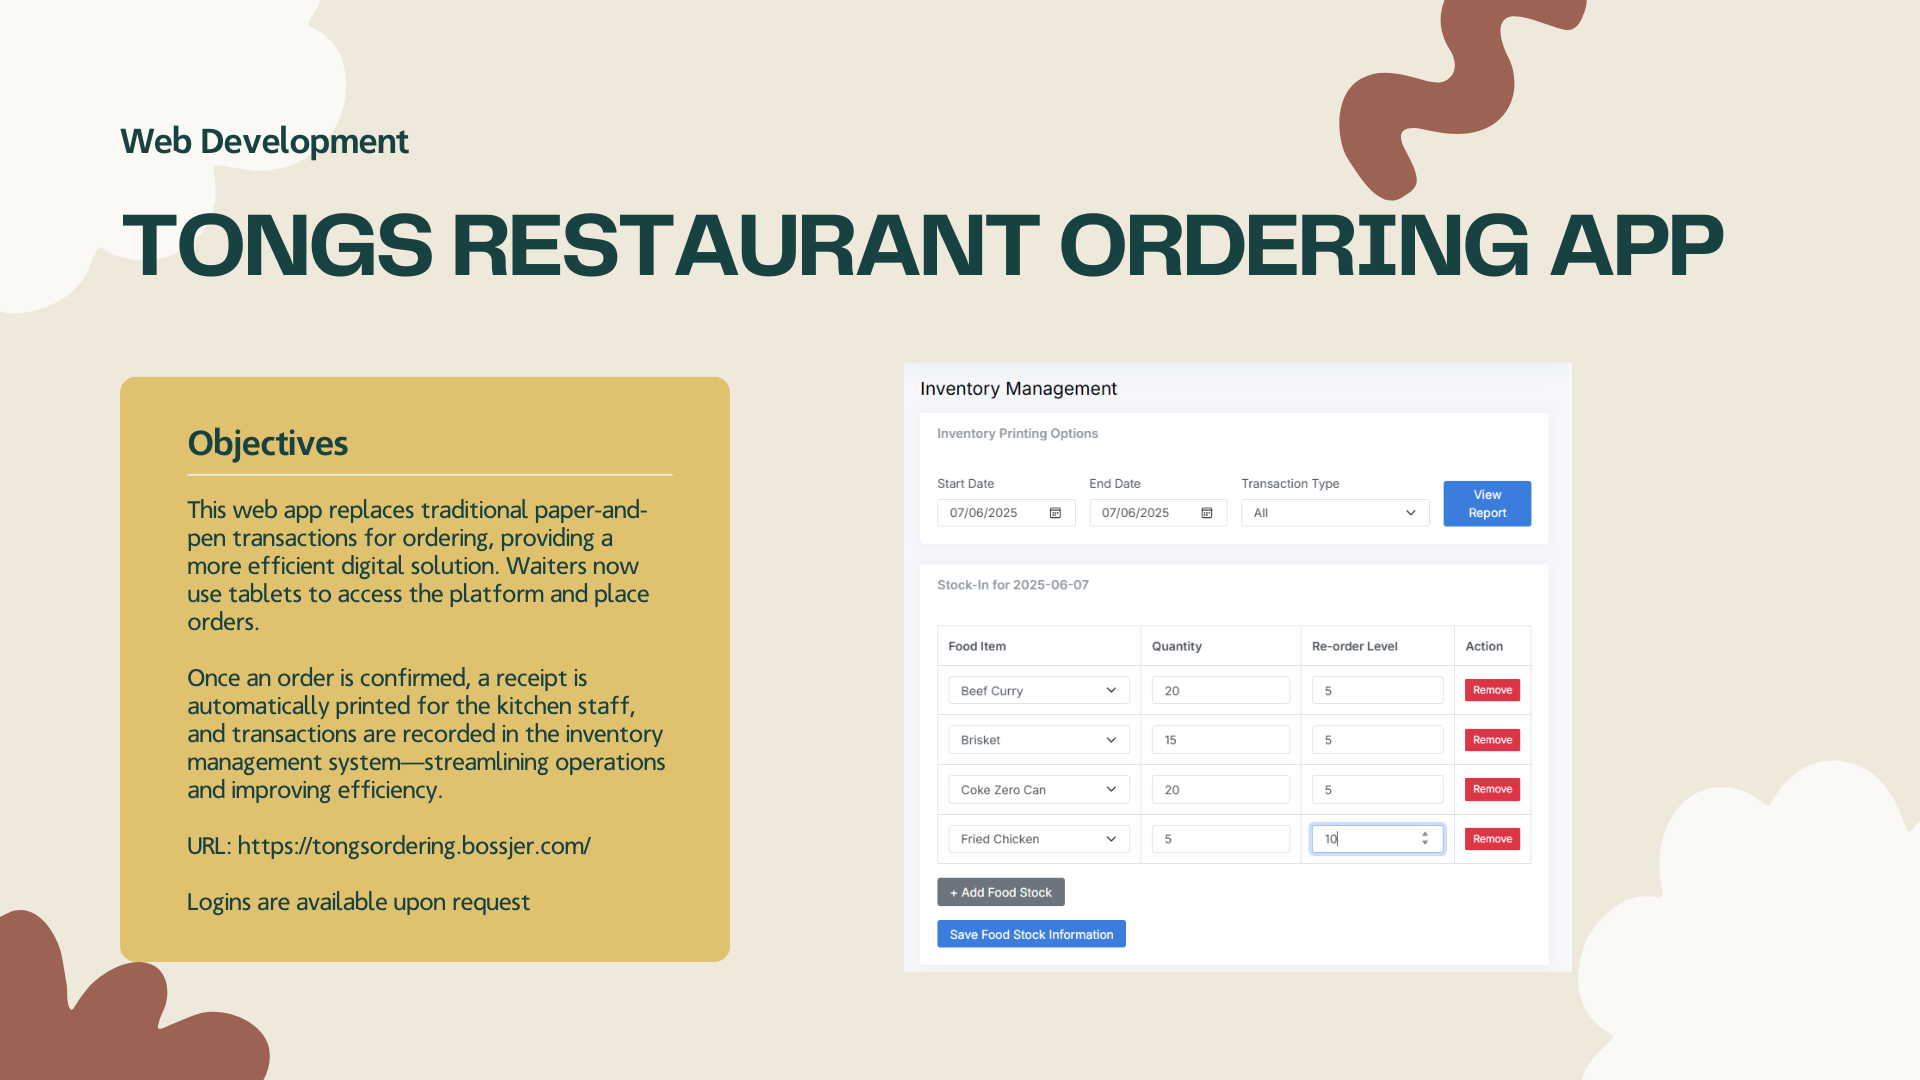 Web Development
TONGS RESTAURANT ORDERING APP
Objectives
This web app replaces traditional paper-and-
pen transactions for ordering, providing a
more efficient digital solution. Waiters now
use tablets to access the platform and place
orders.
Once an order is confirmed, a receipt is
automatically printed for the kitchen staff,
and transactions are recorded in the inventory
management system—streamlining operations
and improving efficiency.
URL: https://tongsordering.bossjer.com/
Logins are available upon request
Inventory Management
Inventory Printing Options
Start Date End Date Transaction Type
View
Report
07/06/2025 07/06/2025 All
Stock-In for 2025-06-07
Food Item Quantity Re-order Level Action
Beef Curry 20 5 Remove
Brisket 15 5 Remove
Coke Zero Can 20 5 Remove
Fried Chicken 5 10 Remove
+ Add Food Stock
Save Food Stock Information